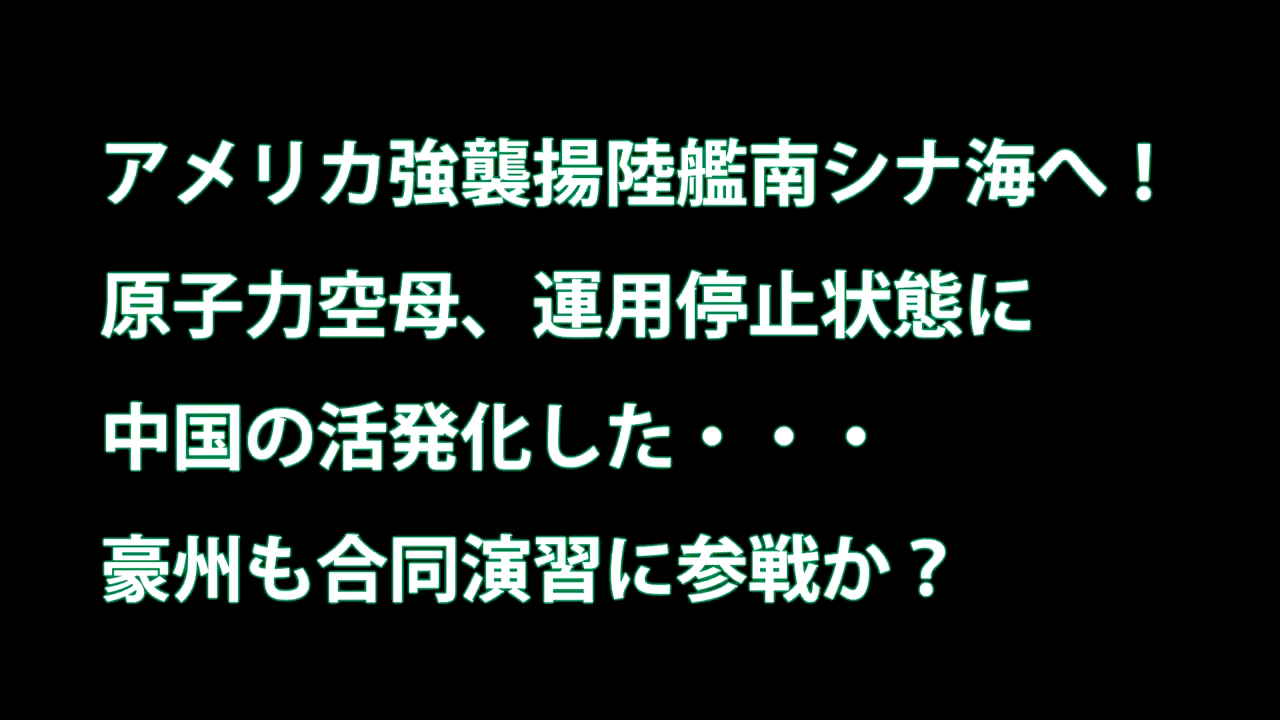 アメリカ強襲揚陸艦南シナ海へ！
原子力空母、運用停止状態に
中国の活発化した・・・
豪州も合同演習に参戦か？